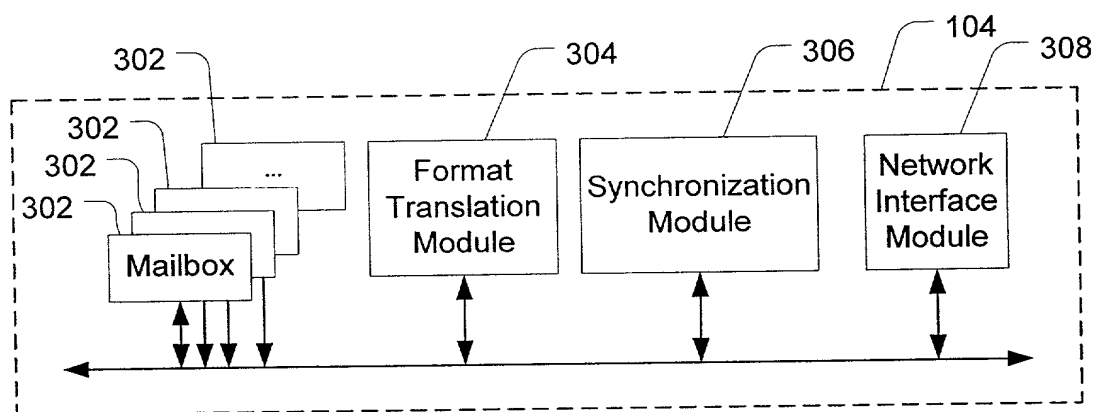 104
302
304
306
308
302
302
302
...
Mailbox
Format
Translation
Module
Synchronization
Module
Network
Interface
Module